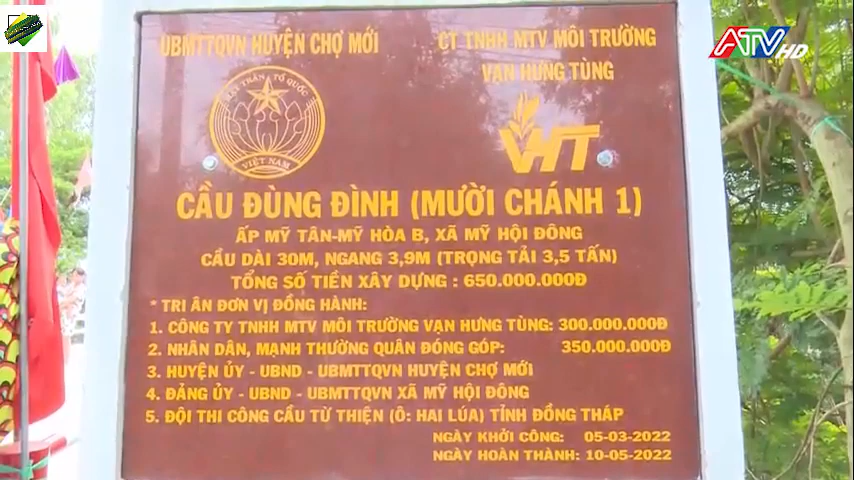 ATV HD
UBMTTQVN HUYỆN CHỢ MỚI
CT TNHH MTV MÔI TRƯỜNG
VẠN HƯNG TÙNG
MẶT TRẬN TỔ QUỐC
VIỆT NAM
VHT
CẦU ĐÙNG ĐÌNH (MƯỜI CHÁNH 1)
ẤP MỸ TÂN-MỸ HÒA B, XÃ MỸ HỘI ĐÔNG
CẦU DÀI 30M, NGANG 3,9M (TRỌNG TẢI 3,5 TẤN)
TỔNG SỐ TIỀN XÂY DỰNG : 650.000.000Đ
* TRI ÂN ĐƠN VỊ ĐỒNG HÀNH:
1. CÔNG TY TNHH MTV MÔI TRƯỜNG VẠN HƯNG TÙNG: 300.000.000Đ
2. NHÂN DÂN, MẠNH THƯỜNG QUÂN ĐÓNG GÓP: 350.000.000Đ
3. HUYỆN ỦY - UBND - UBMTTQVN HUYỆN CHỢ MỚI
4. ĐẢNG ỦY - UBND - UBMTTQVN XÃ MỸ HỘI ĐÔNG
5. ĐỘI THI CÔNG CẦU TỪ THIỆN (Ô: HAI LÚA) TỈNH ĐỒNG THÁP
NGÀY KHỞI CÔNG: 05-03-2022
NGÀY HOÀN THÀNH: 10-05-2022